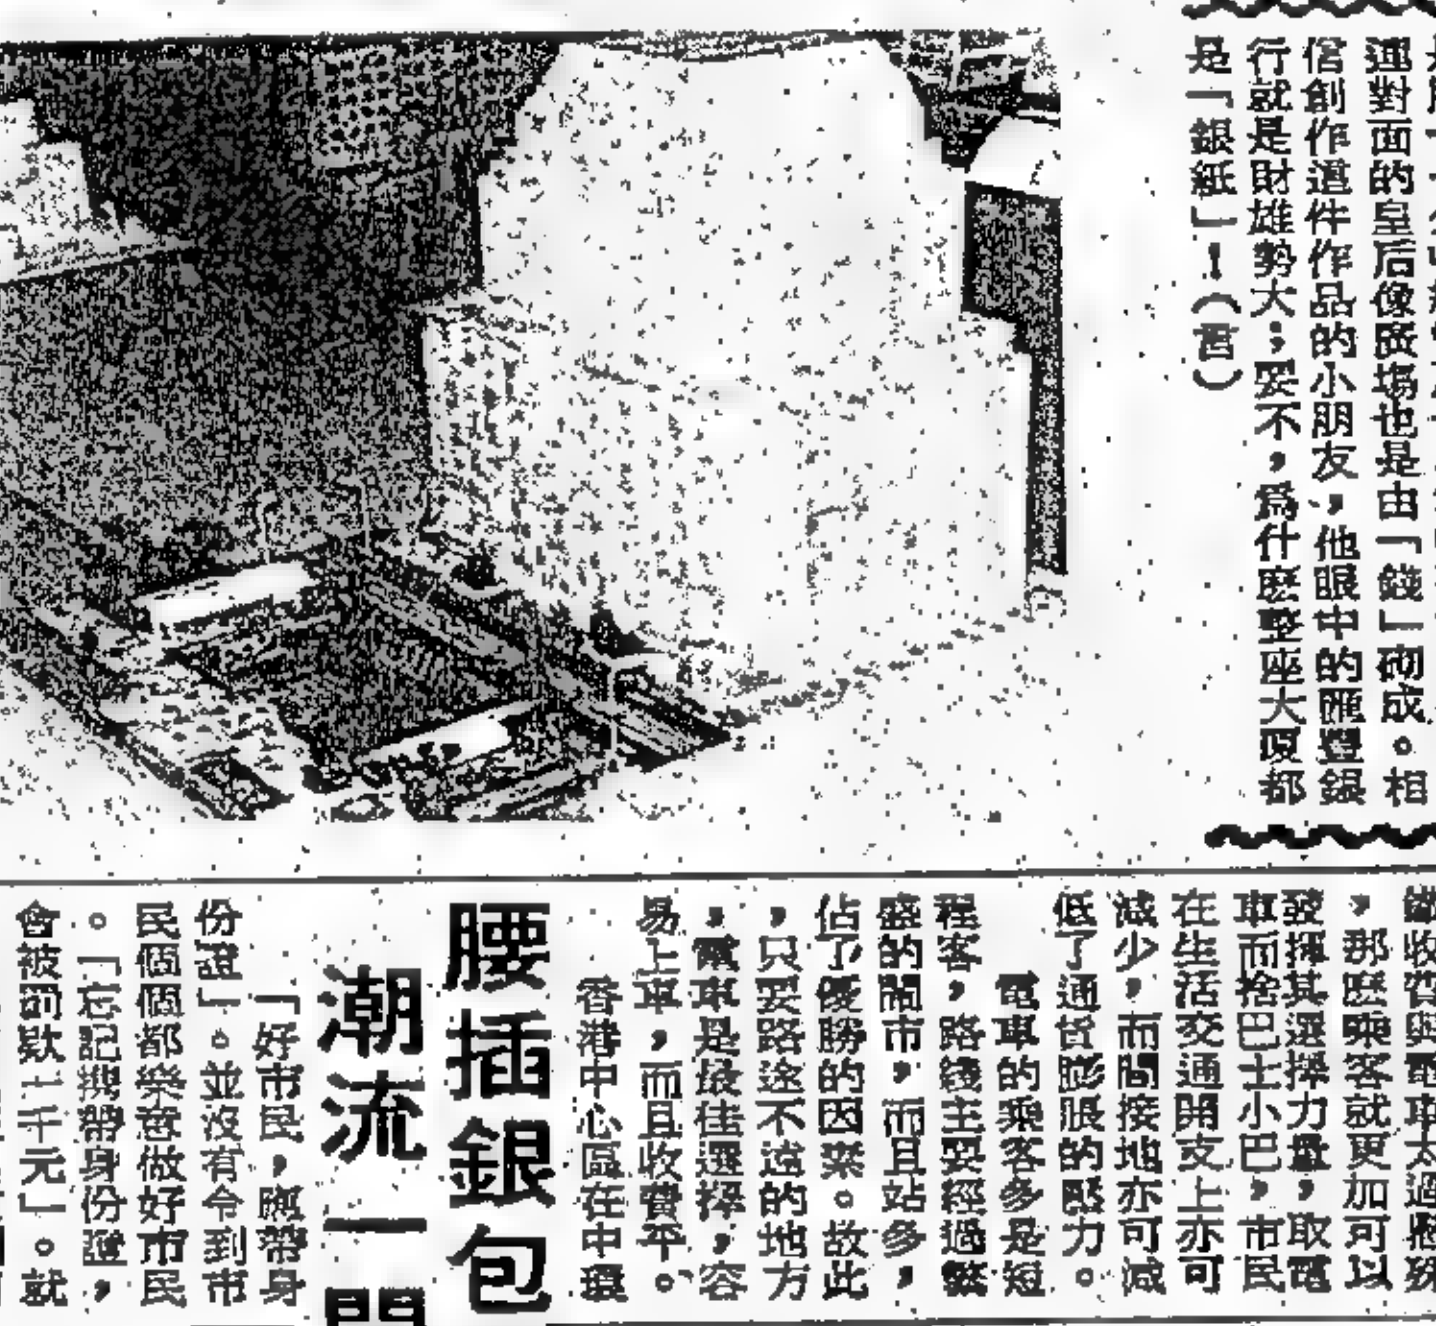 運對面的皇后像廣場也是由「錢」砌成。相
信創作這件作品的小朋友,他眼中的匯豐銀
行就是財雄勢大;要不,爲什麽整座大厦都
是「銀紙」!(言)
,那麽乘客就更加可以
發揮其選擇力量,取電
車而捨巴士小巴,市民
在生活交通開支上亦可
減少,而間接地亦可減
低了通貨膨脹的壓力。
電車的乘客多是短
程客,路綫主要經過繁
盛的鬧市,而且站多,
佔了優勝的因素。故此
,只要路途不遠的地方
,電車是最佳選擇,容
易上車,而且收費平。
香港中心區在中環
腰插銀包
潮流一
「好市民,應帶身
份證」。並沒有令到市
民個個都樂意做好市民
。「忘記携帶身份證,
會被罰欵一千元」。就